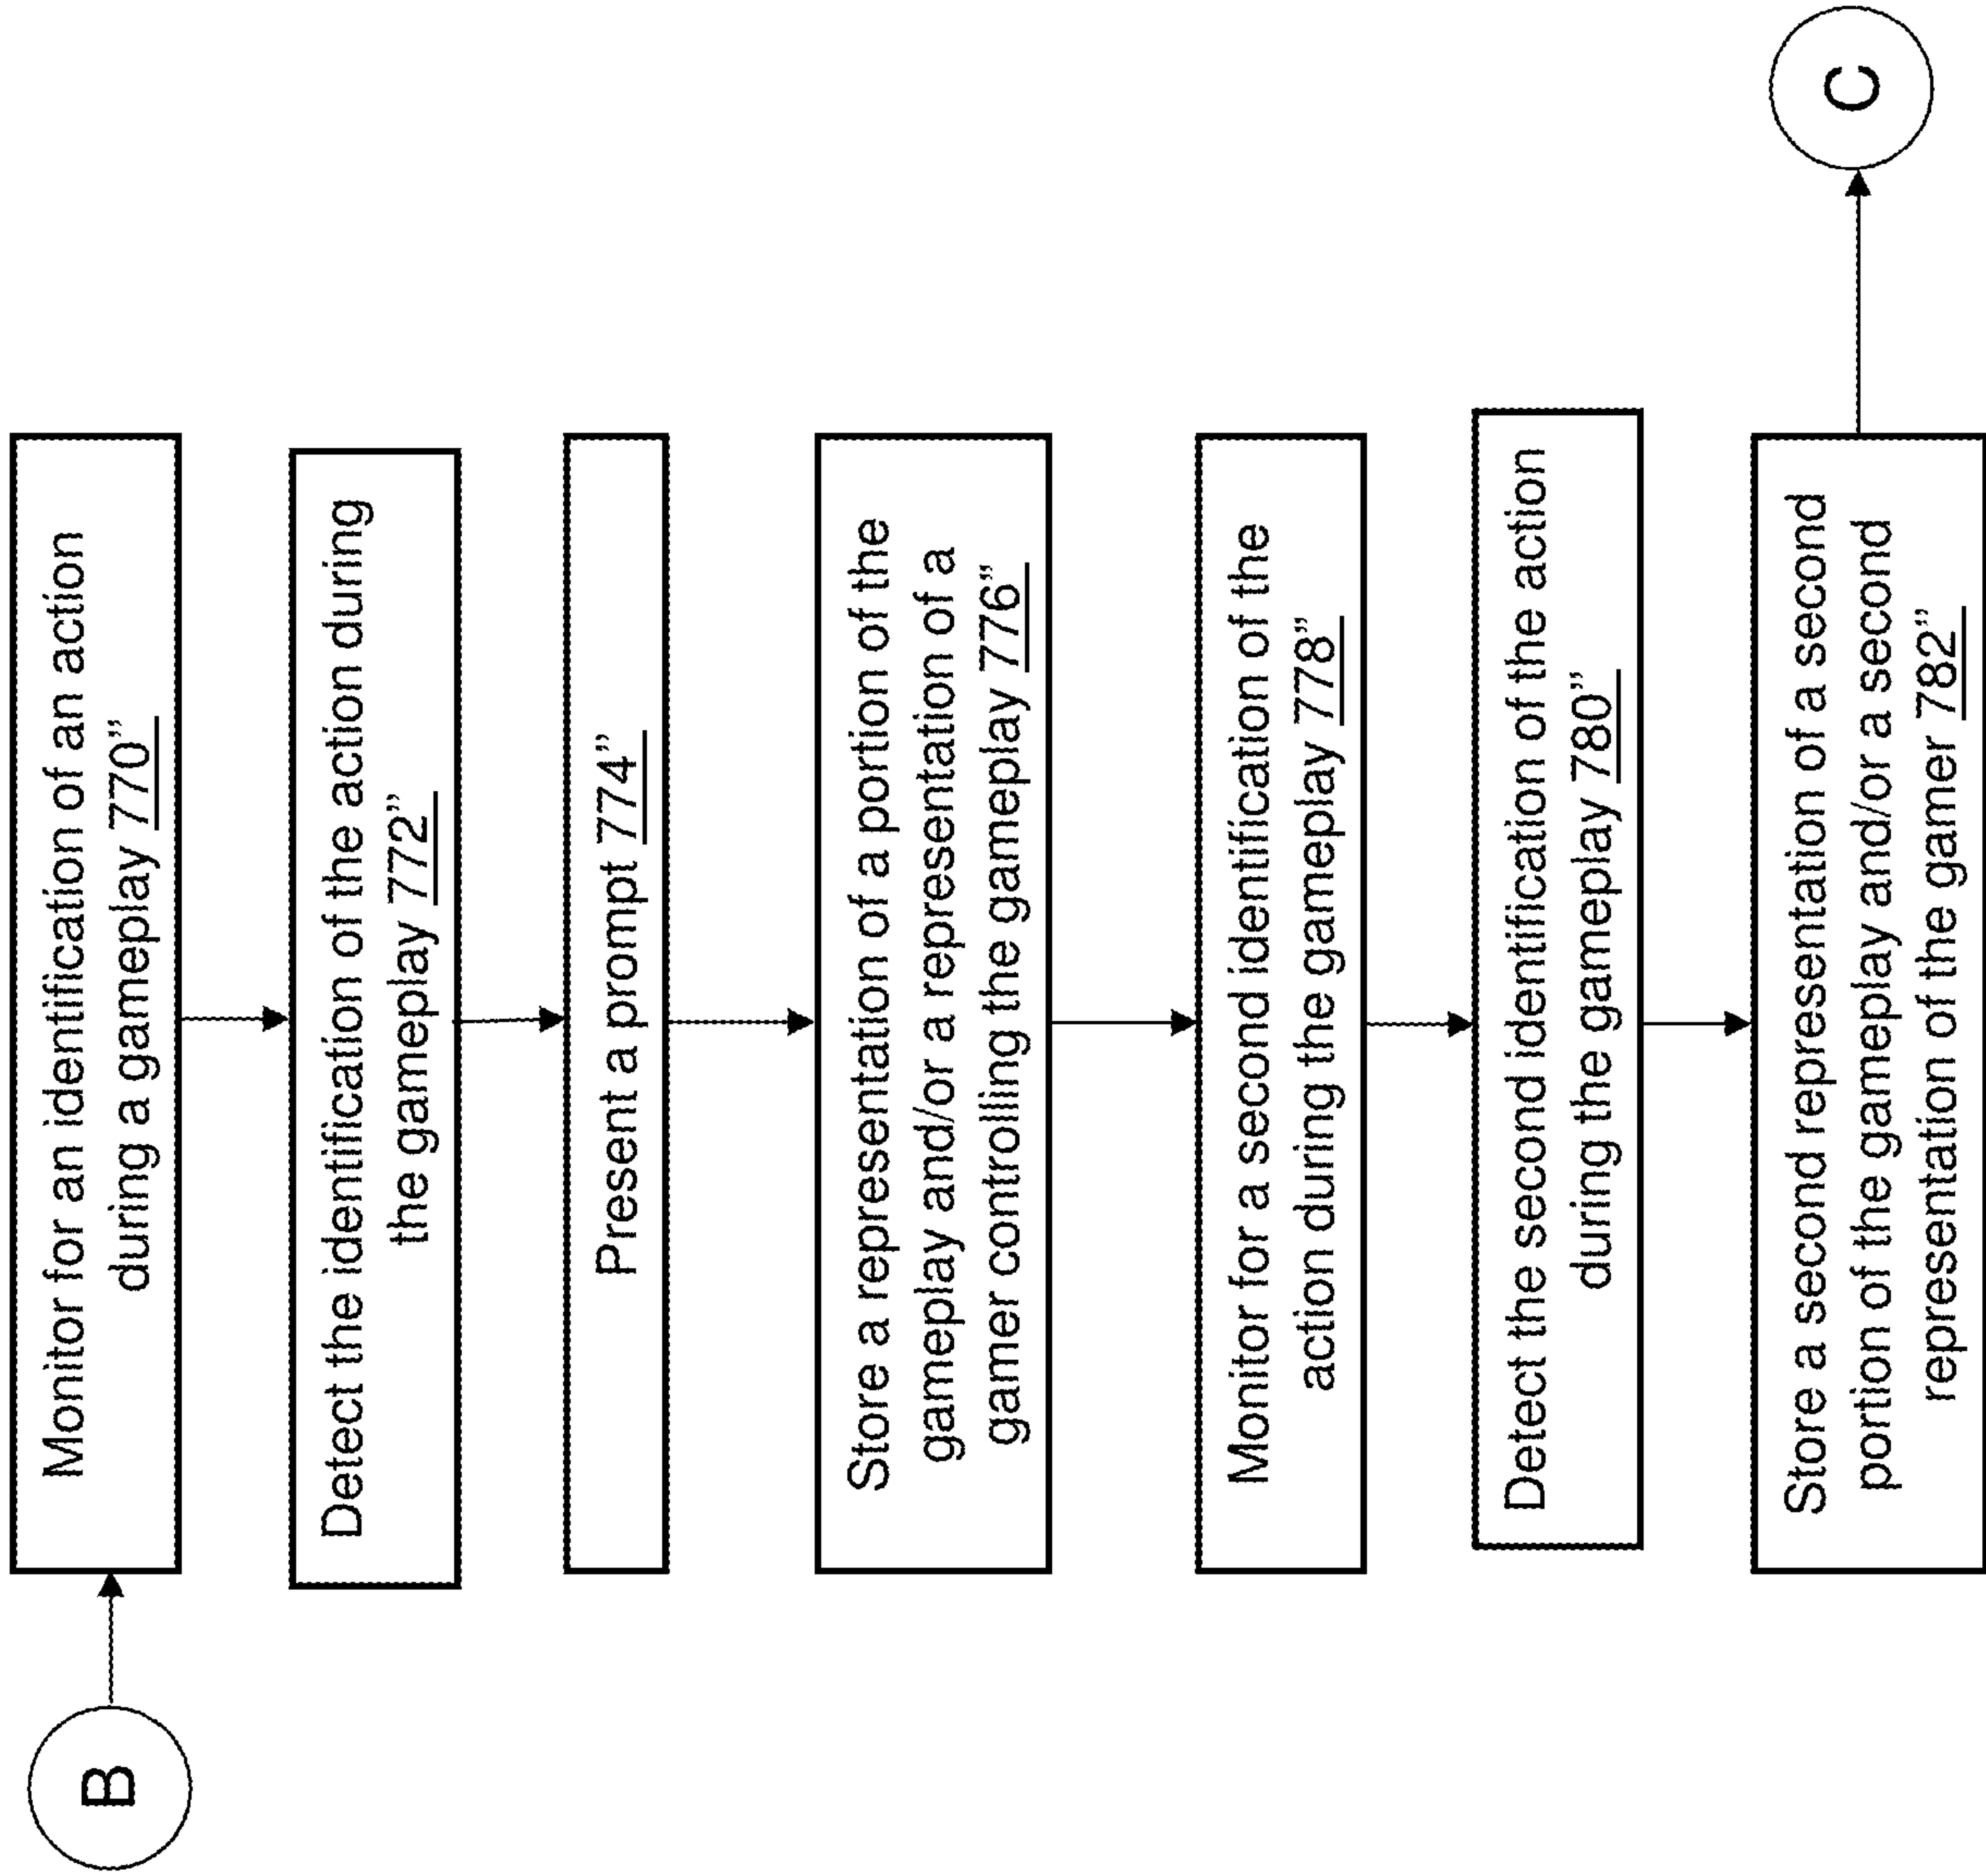 B
Monitor for an identification of an action
during a gameplay 770”
Detect the identification of the action during
the gameplay 772”
Present a prompt 774”
Store a representation of a portion of the
gameplay and/or a representation of a
gamer controlling the gameplay 776”
Monitor for a second identification of the
action during the gameplay 778”
Detect the second identification of the action
during the gameplay 780”
Store a second representation of a second
portion of the gameplay and/or a second
representation of the gamer 782”
C